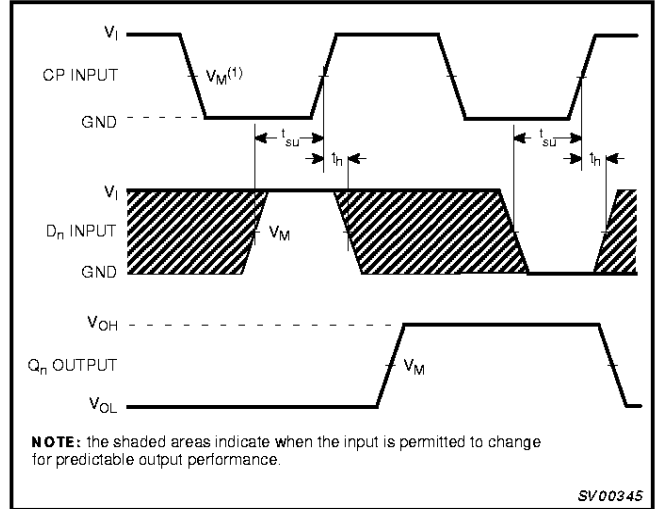 V_I
CP INPUT
V_M(1)
GND
t_su
t_su
t_h
t_h
V_I
D_n INPUT
V_M
GND
V_OH
Q_n OUTPUT
V_M
V_OL
NOTE: the shaded areas indicate when the input is permitted to change
for predictable output performance.
SV00345